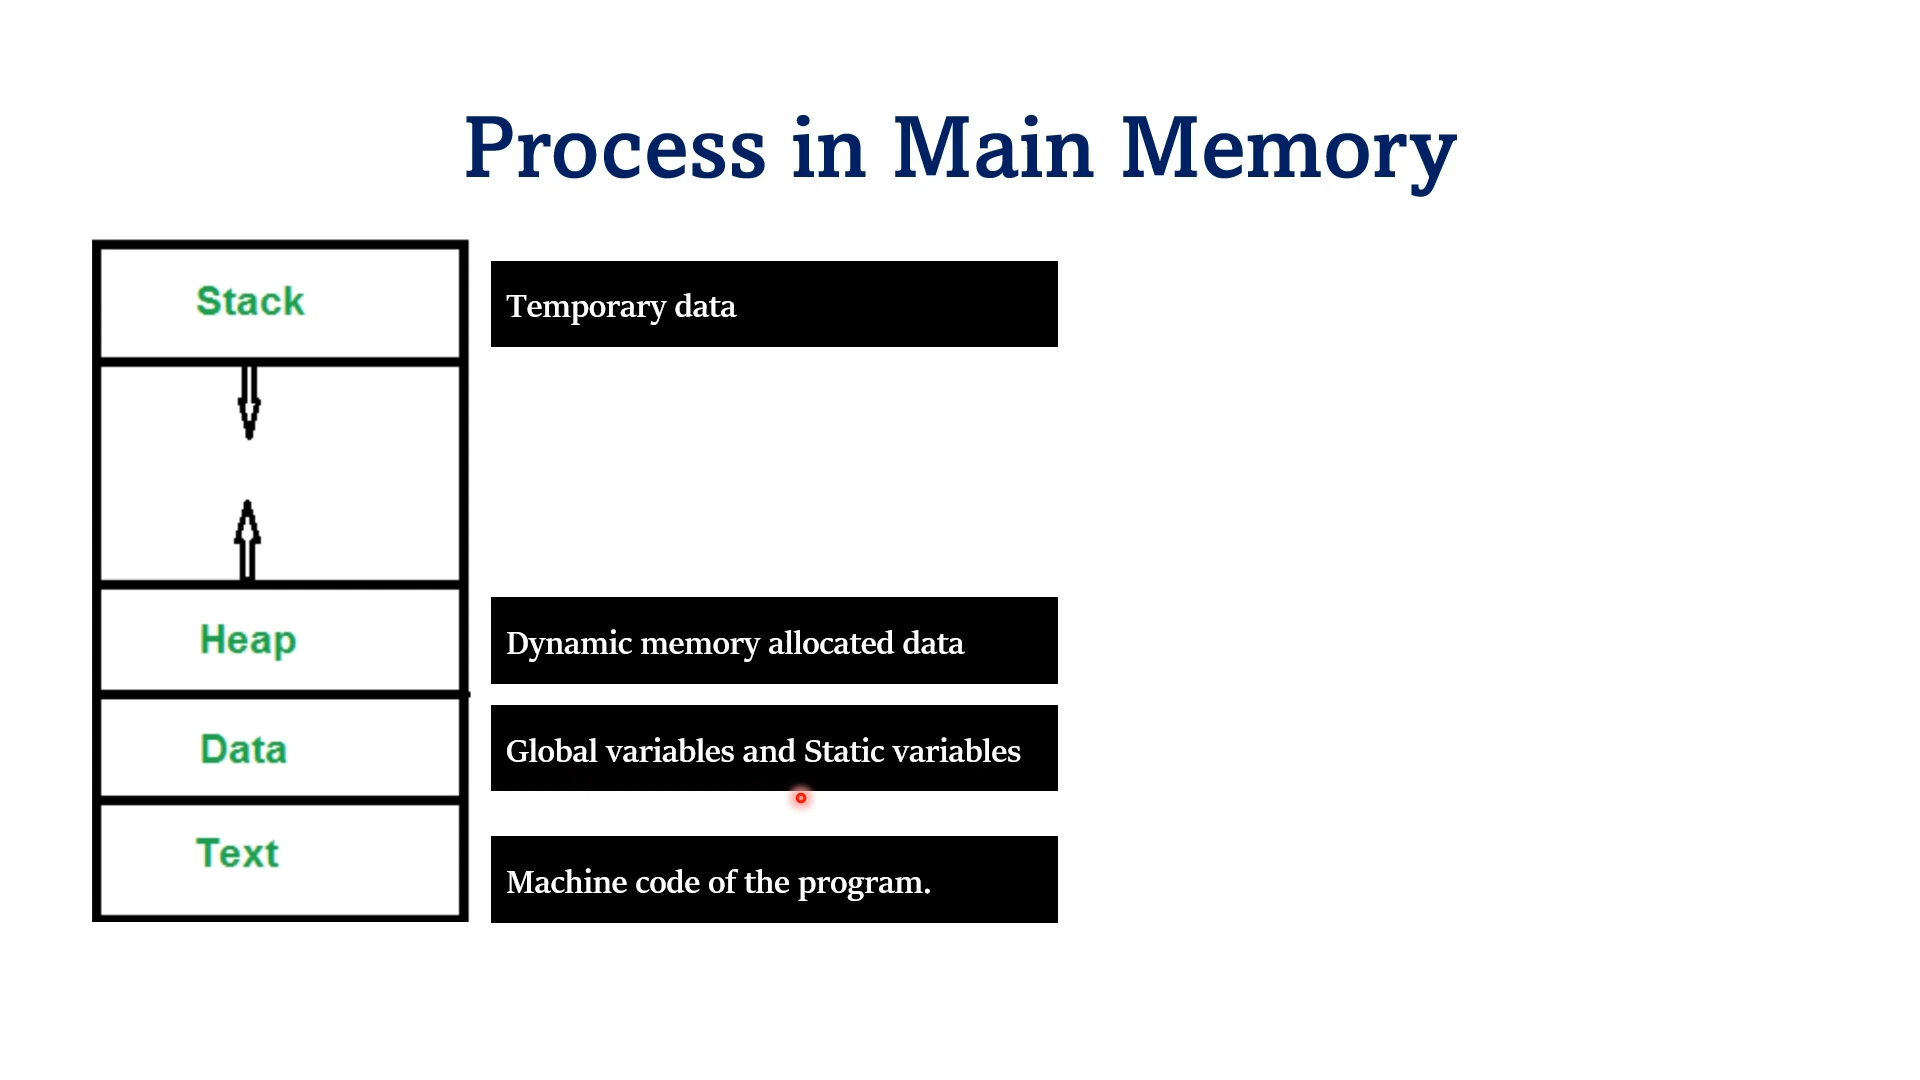 Process in Main Memory
Stack
Temporary data
Heap
Dynamic memory allocated data
Data
Global variables and Static variables
Text
Machine code of the program.